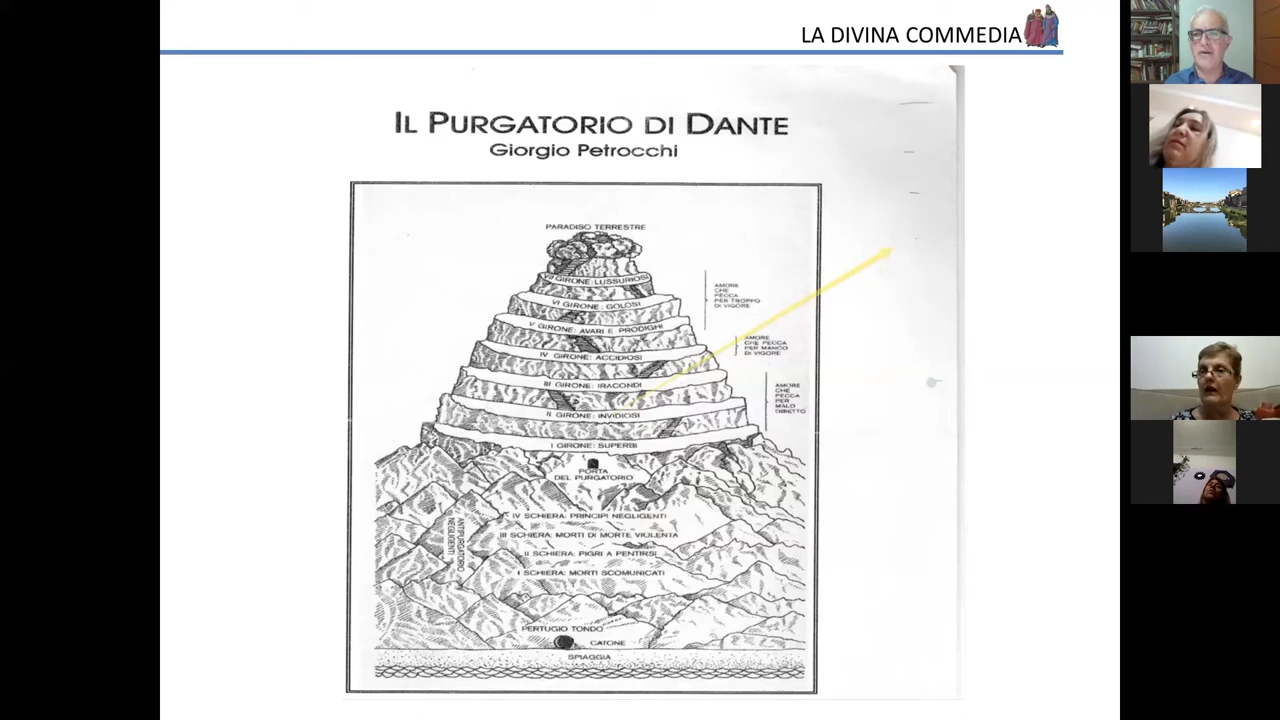 LA DIVINA COMMEDIA
IL PURGATORIO DI DANTE
Giorgio Petrocchi
PARADISO TERRESTRE
VII GIRONE: LUSSURIOSI
VI GIRONE: GOLOSI
V GIRONE: AVARI E PRODIGHI
IV GIRONE: ACCIDIOSI
III GIRONE: IRACONDI
II GIRONE: INVIDIOSI
I GIRONE: SUPERBI
AMORE
CHE
PECCA
PER TROPPO
DI VIGORE
AMORE
CHE PECCA
PER MANCO
DI VIGORE
AMORE
CHE
PECCA
PER
MALO
OBIETTO
PORTA
DEL PURGATORIO
IV SCHIERA: PRINCIPI NEGLIGENTI
III SCHIERA: MORTI DI MORTE VIOLENTA
II SCHIERA: PIGRI A PENTIRSI
I SCHIERA: MORTI SCOMUNICATI
ANTIPURGATORIO
NEGLIGENTI
PERTUGIO TONDO
CATONE
SPIAGGIA